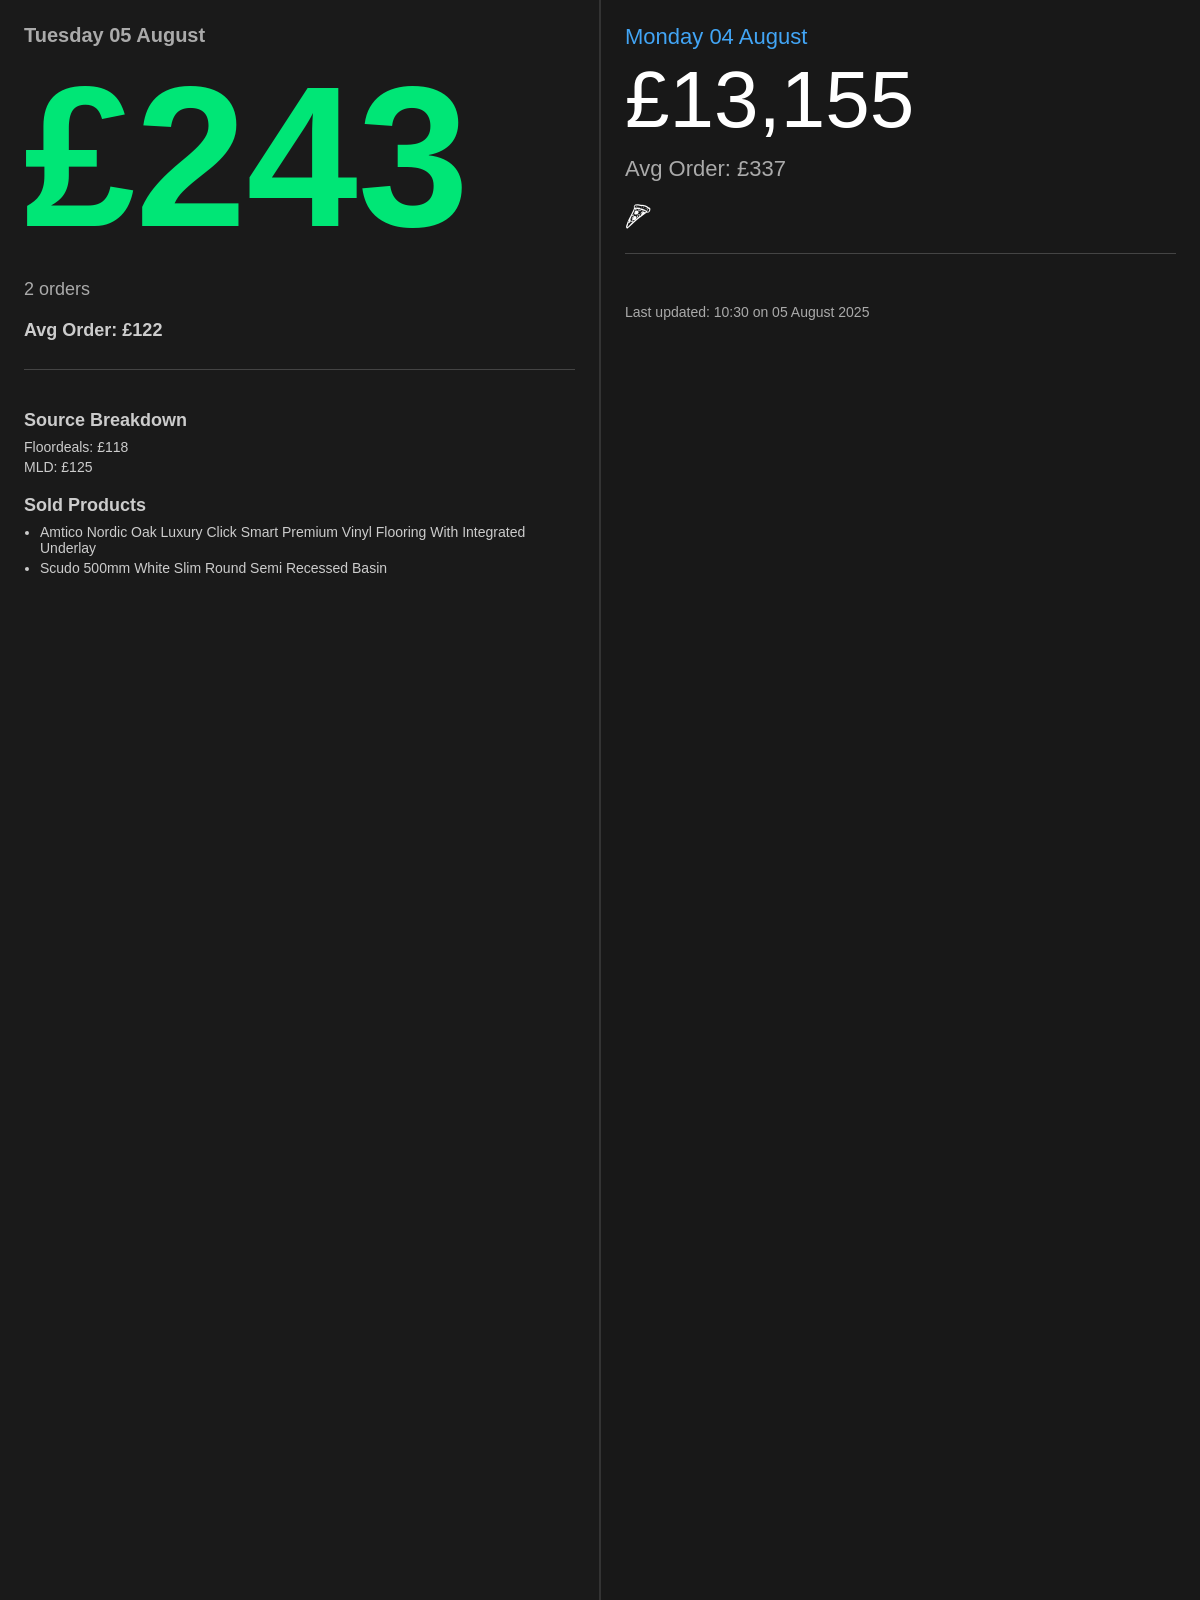 Tuesday 05 August
£243
2 orders
Avg Order: £122
Source Breakdown
Floordeals: £118
MLD: £125
Sold Products
• Amtico Nordic Oak Luxury Click Smart Premium Vinyl Flooring With Integrated
Underlay
• Scudo 500mm White Slim Round Semi Recessed Basin
Monday 04 August
£13,155
Avg Order: £337
Last updated: 10:30 on 05 August 2025